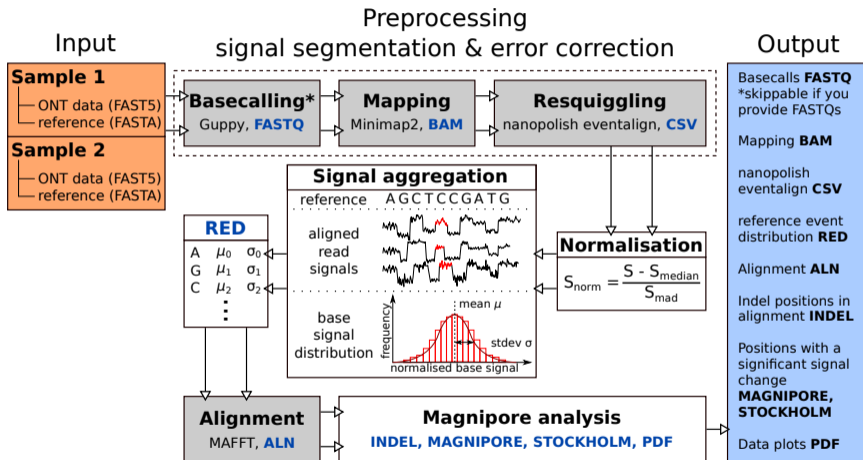 Input
Preprocessing
signal segmentation & error correction
Output
Sample 1
ONT data (FAST5)
reference (FASTA)
Sample 2
ONT data (FAST5)
reference (FASTA)
Basecalling*
Guppy, FASTQ
Mapping
Minimap2, BAM
Resquiggling
nanopolish eventalign, CSV
Normalisation
S_norm = (S - S_median) / S_mad
Signal aggregation
reference A G C T C C G A T G
aligned
read
signals
base
signal
distribution
frequency
mean μ
stdev σ
normalised base signal
RED
A μ₀ σ₀
G μ₁ σ₁
C μ₂ σ₂
⋮
Alignment
MAFFT, ALN
Magnipore analysis
INDEL, MAGNIPORE, STOCKHOLM, PDF
Basecalls FASTQ
*skippable if you
provide FASTQs
Mapping BAM
nanopolish
eventalign CSV
reference event
distribution RED
Alignment ALN
Indel positions in
alignment INDEL
Positions with a
significant signal
change
MAGNIPORE,
STOCKHOLM
Data plots PDF